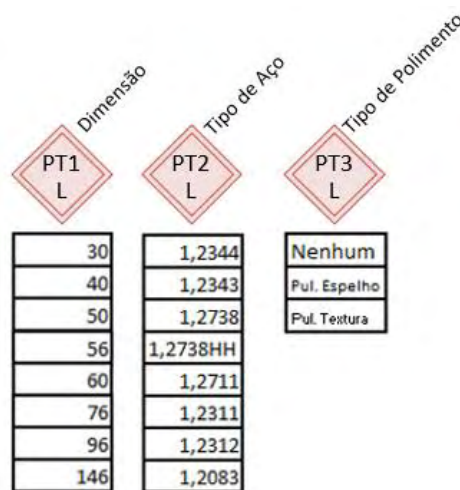 Dimensão
Tipo de Aço
Tipo de Polimento
PT1
L
PT2
L
PT3
L
30
40
50
56
60
76
96
146
1,2344
1,2343
1,2738
1,2738HH
1,2711
1,2311
1,2312
1,2083
Nenhum
Pul. Espelho
Pul. Textura